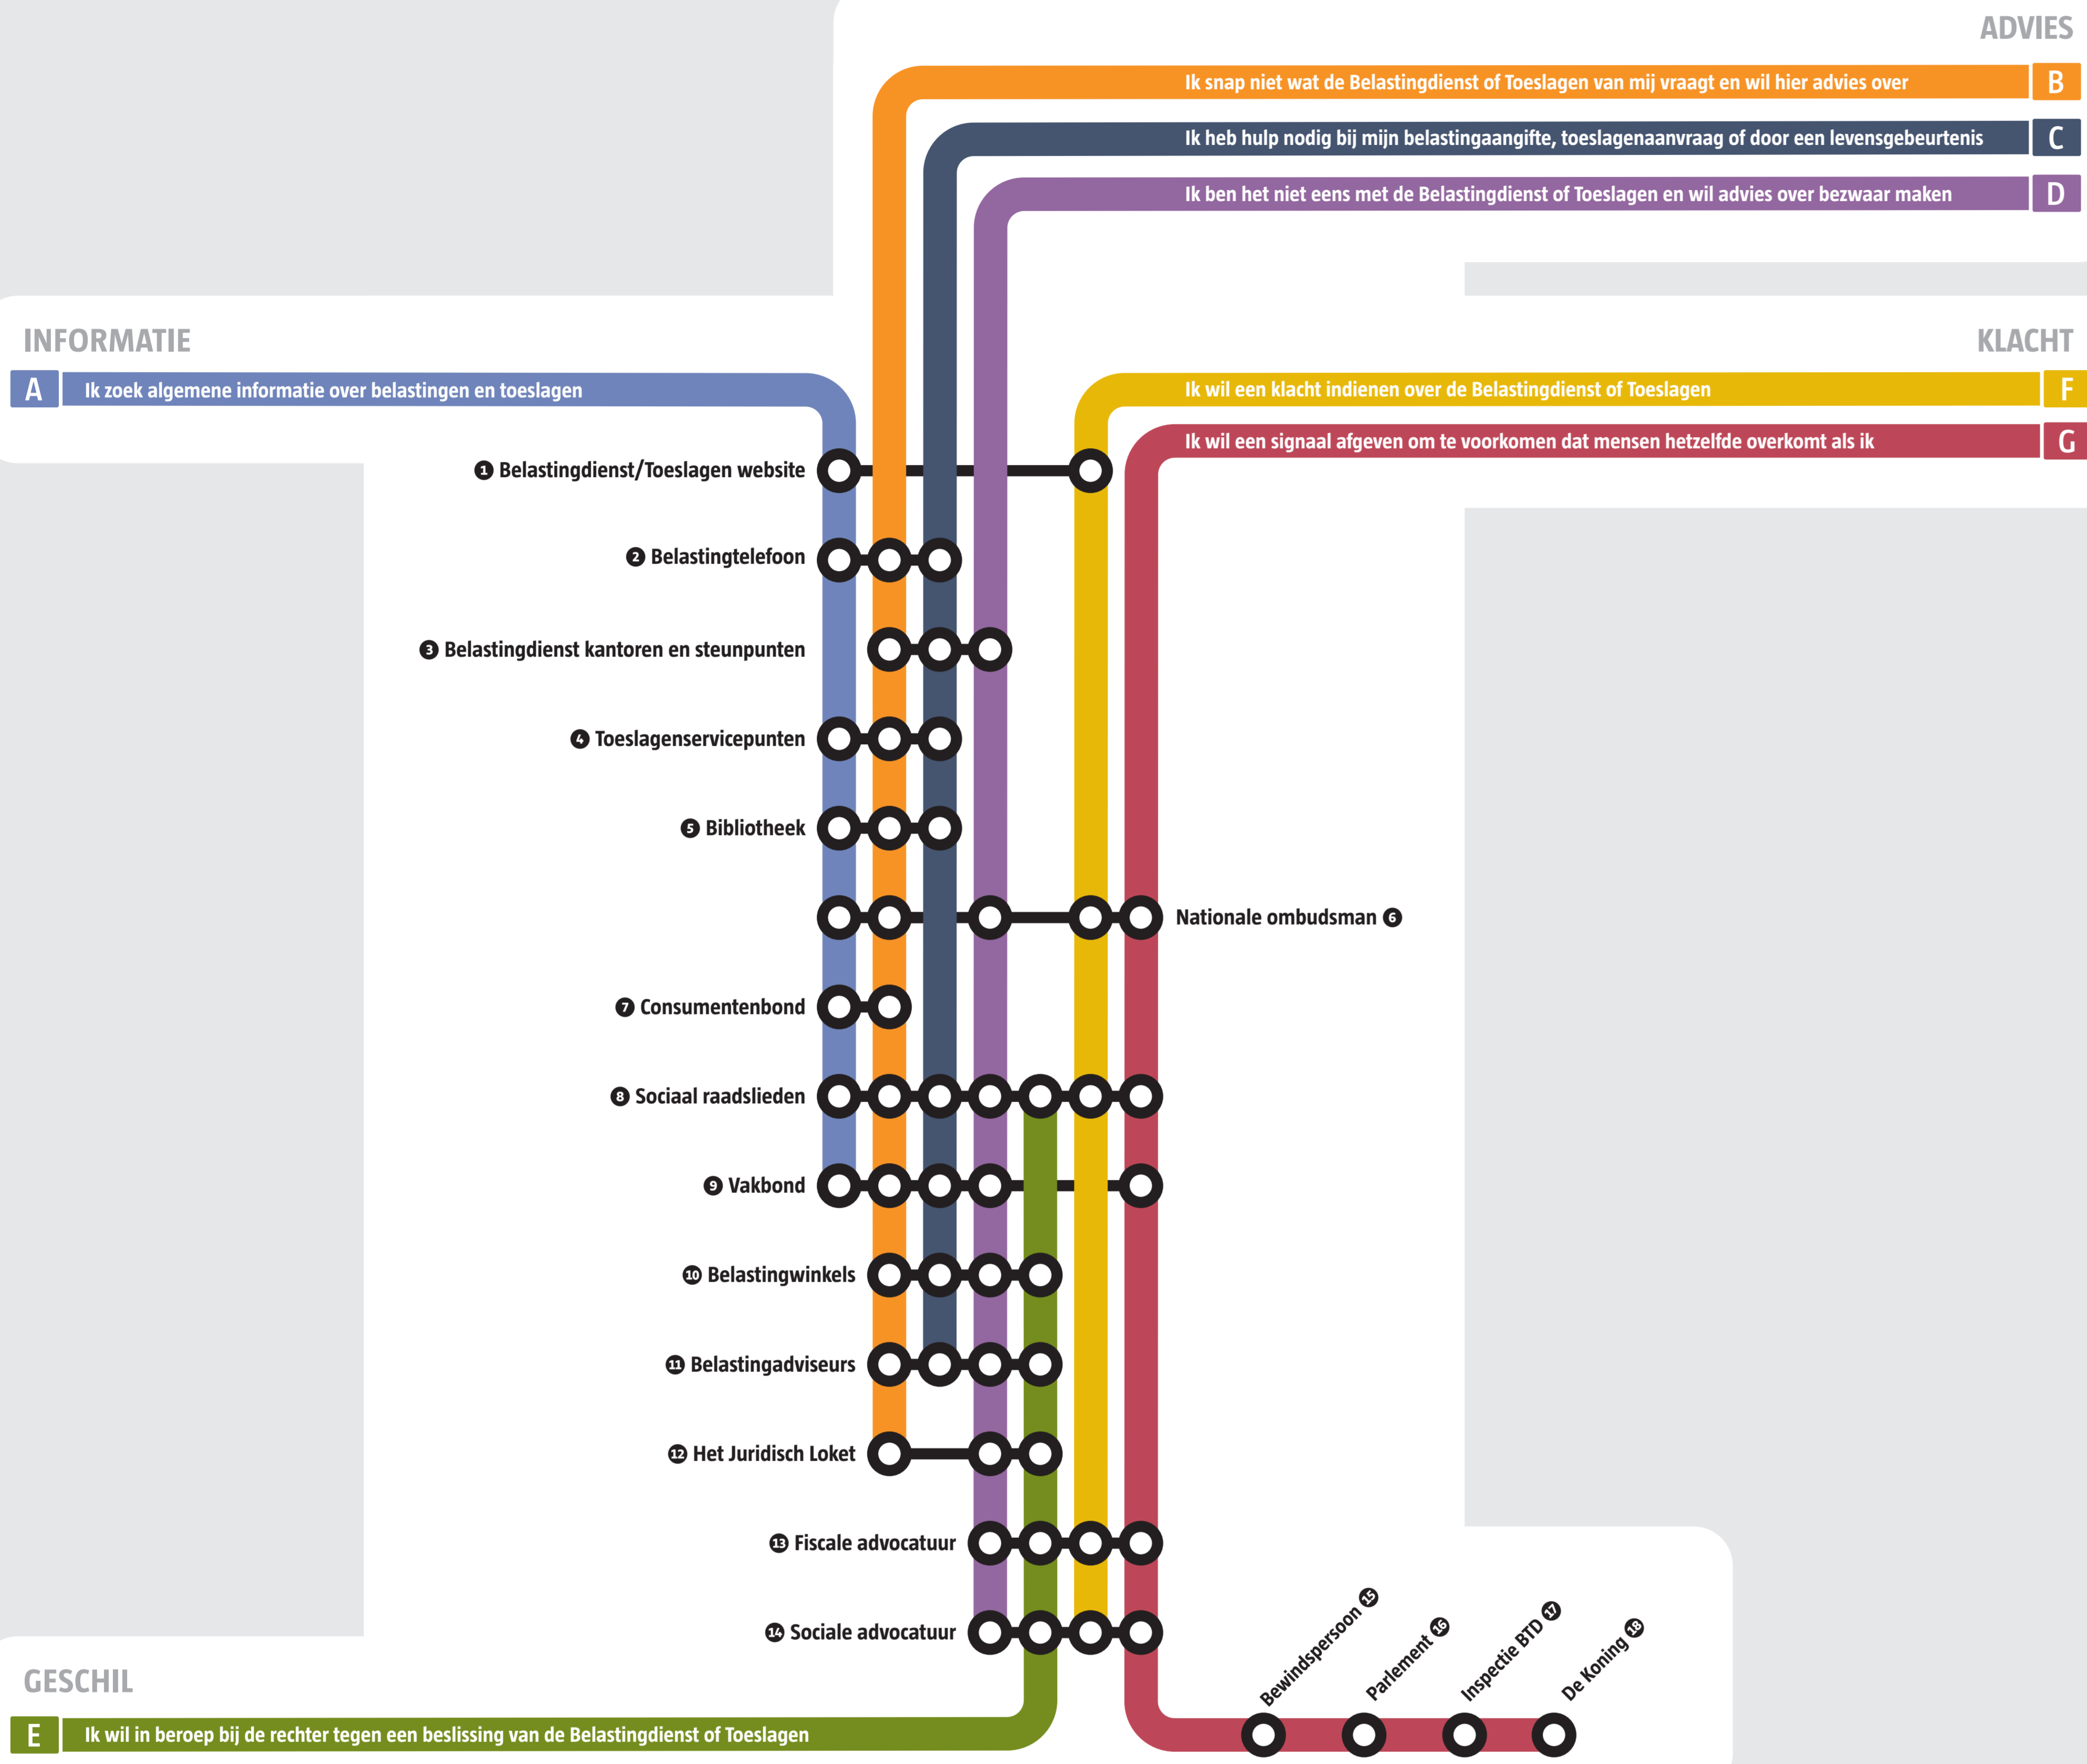 ADVIES
Ik snap niet wat de Belastingdienst of Toeslagen van mij vraagt en wil hier advies over B
Ik heb hulp nodig bij mijn belastingaangifte, toeslagenaanvraag of door een levensgebeurtenis C
Ik ben het niet eens met de Belastingdienst of Toeslagen en wil advies over bezwaar maken D
INFORMATIE
A Ik zoek algemene informatie over belastingen en toeslagen
KLACHT
Ik wil een klacht indienen over de Belastingdienst of Toeslagen F
Ik wil een signaal afgeven om te voorkomen dat mensen hetzelfde overkomt als ik G
1 Belastingdienst/Toeslagen website
2 Belastingtelefoon
3 Belastingdienst kantoren en steunpunten
4 Toeslagenservicepunten
5 Bibliotheek
Nationale ombudsman 6
7 Consumentenbond
8 Sociaal raadslieden
9 Vakbond
10 Belastingwinkels
11 Belastingadviseurs
12 Het Juridisch Loket
13 Fiscale advocatuur
14 Sociale advocatuur
Bewindspersoon 15
Parlement 16
Inspectie BTD 17
De Koning 18
GESCHIL
E Ik wil in beroep bij de rechter tegen een beslissing van de Belastingdienst of Toeslagen